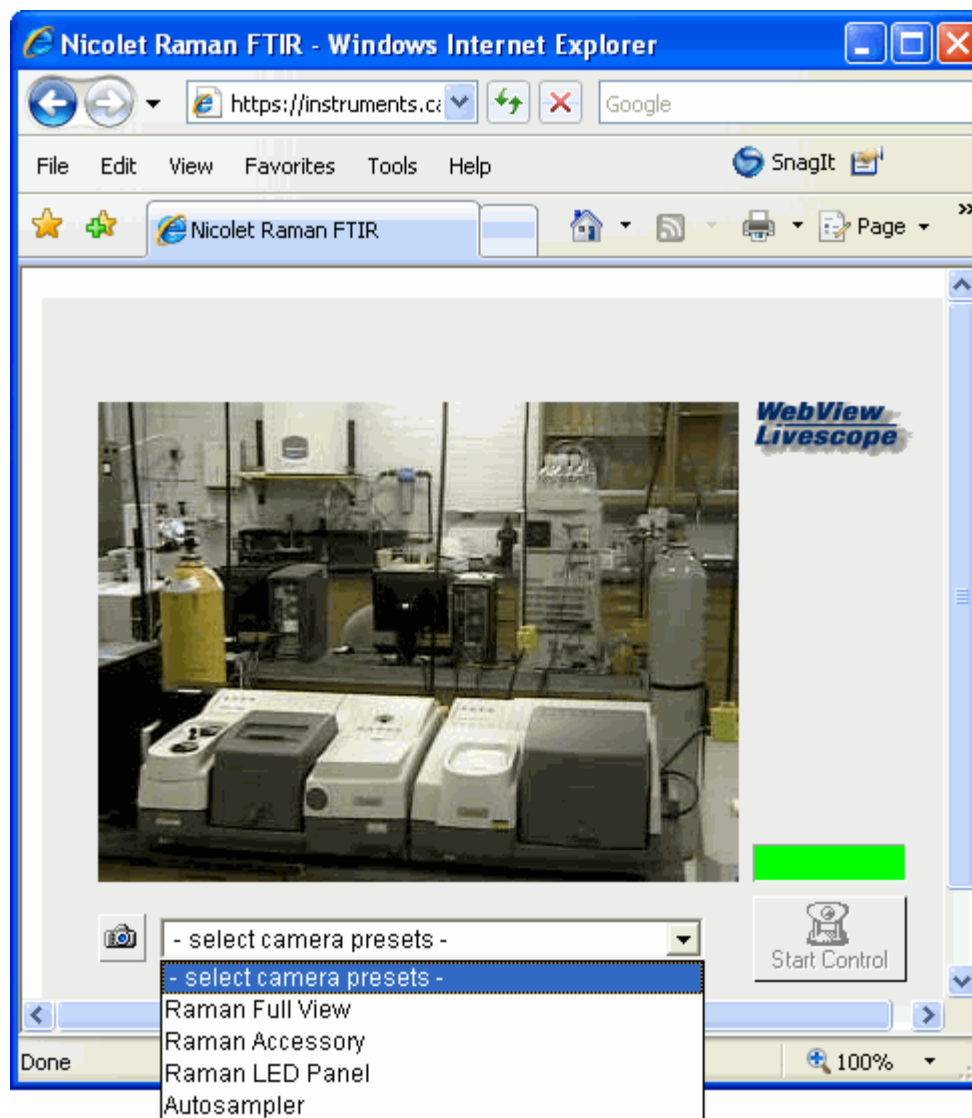 Nicolet Raman FTIR - Windows Internet Explorer
https://instruments.ca
Google
File Edit View Favorites Tools Help
SnagIt
Nicolet Raman FTIR
Page
»
WebView
Livescope
- select camera presets -
Start Control
- select camera presets -
Raman Full View
Raman Accessory
Raman LED Panel
Autosampler
Done
100%